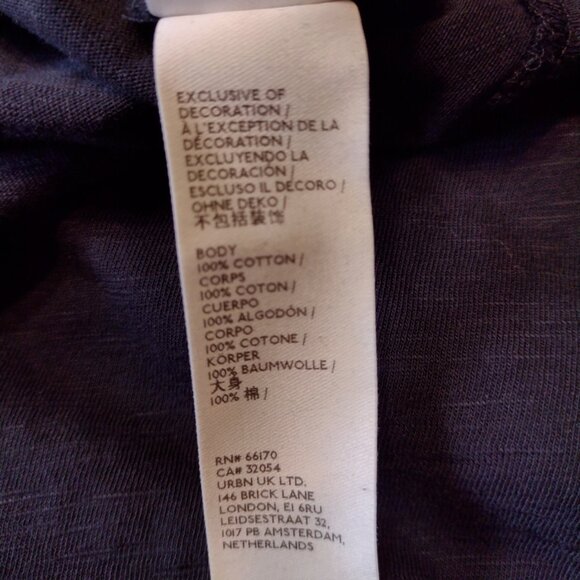 EXCLUSIVE OF
DECORATION /
À L'EXCEPTION DE LA
DÉCORATION /
EXCLUYENDO LA
DECORACIÓN /
ESCLUSO IL DECORO /
OHNE DEKO /
不包括装饰
BODY
100% COTTON /
CORPS
100% COTON /
CUERPO
100% ALGODÓN /
CORPO
100% COTONE /
KÖRPER
100% BAUMWOLLE /
大身
100% 棉 /
RN# 66170
CA# 32054
URBN UK LTD.
146 BRICK LANE
LONDON, E1 6RU
LEIDSESTRAAT 32,
1017 PB AMSTERDAM,
NETHERLANDS